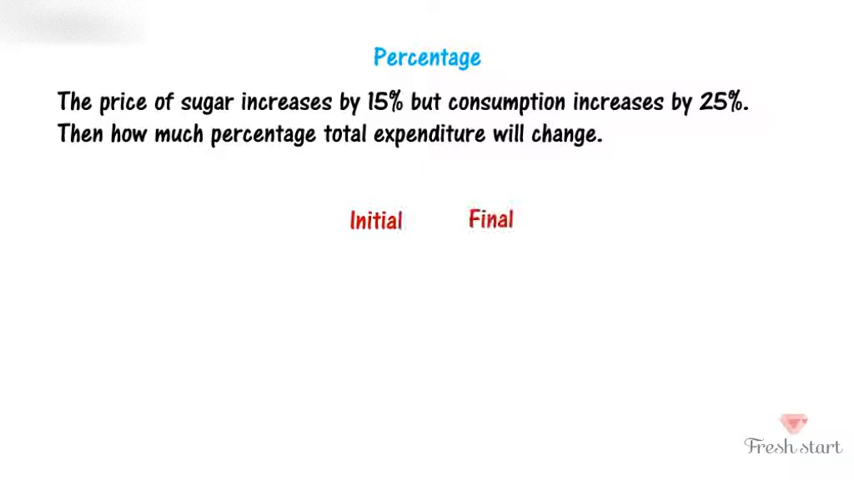 Percentage
The price of sugar increases by 15% but consumption increases by 25%.
Then how much percentage total expenditure will change.
Initial Final
Fresh start